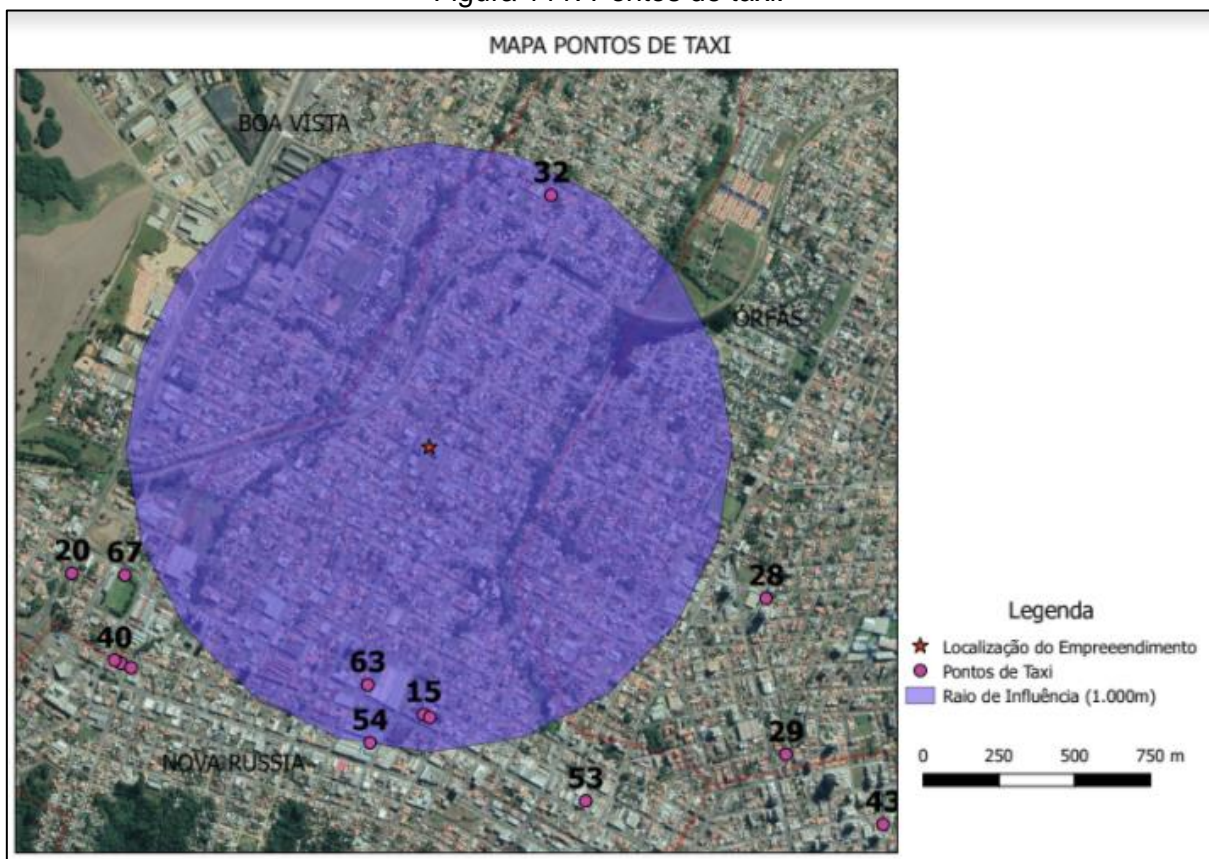 MAPA PONTOS DE TAXI
BOA VISTA
32
ÓRFÃS
20
67
28
40
63
15
54
29
NOVA RUSSIA
53
43
Legenda
Localização do Empreeendimento
Pontos de Taxi
Raio de Influência (1.000m)
0 250 500 750 m